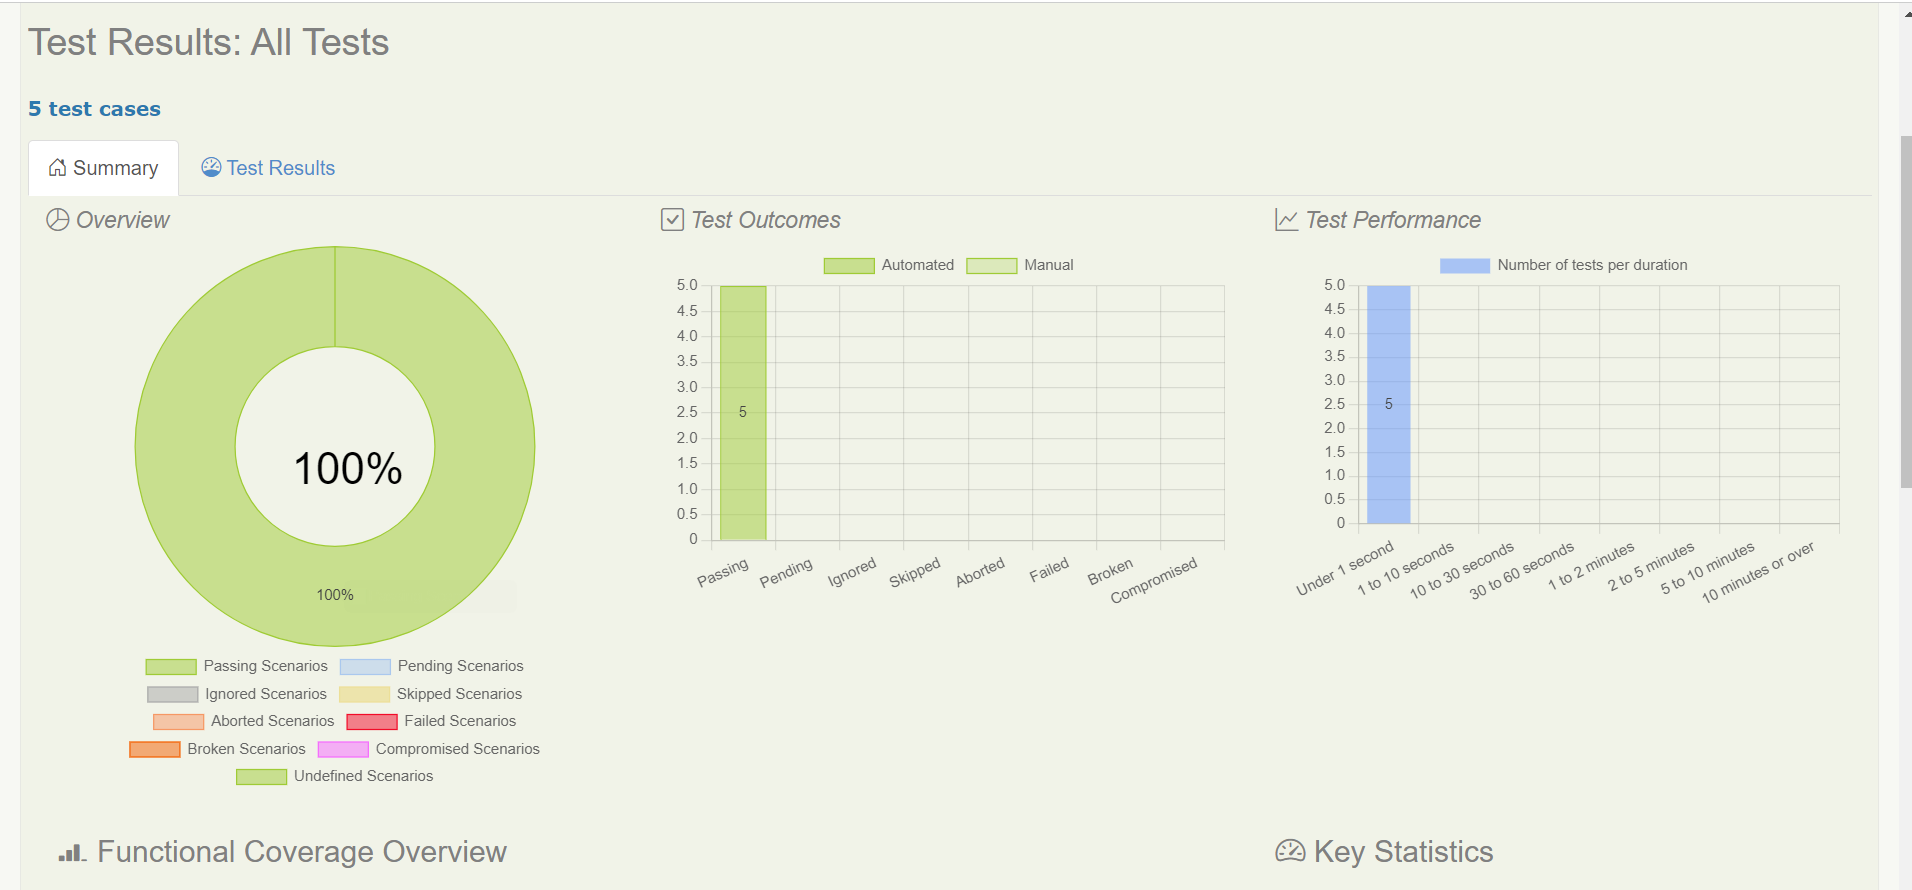 Test Results: All Tests
5 test cases
Summary
Test Results
Overview
100%
100%
Passing Scenarios
Pending Scenarios
Ignored Scenarios
Skipped Scenarios
Aborted Scenarios
Failed Scenarios
Broken Scenarios
Compromised Scenarios
Undefined Scenarios
Test Outcomes
Automated
Manual
5.0
4.5
4.0
3.5
3.0
2.5
2.0
1.5
1.0
0.5
0
5
Passing
Pending
Ignored
Skipped
Aborted
Failed
Broken
Compromised
Test Performance
Number of tests per duration
5.0
4.5
4.0
3.5
3.0
2.5
2.0
1.5
1.0
0.5
0
5
Under 1 second
1 to 10 seconds
10 to 30 seconds
30 to 60 seconds
1 to 2 minutes
2 to 5 minutes
5 to 10 minutes
10 minutes or over
Functional Coverage Overview
Key Statistics